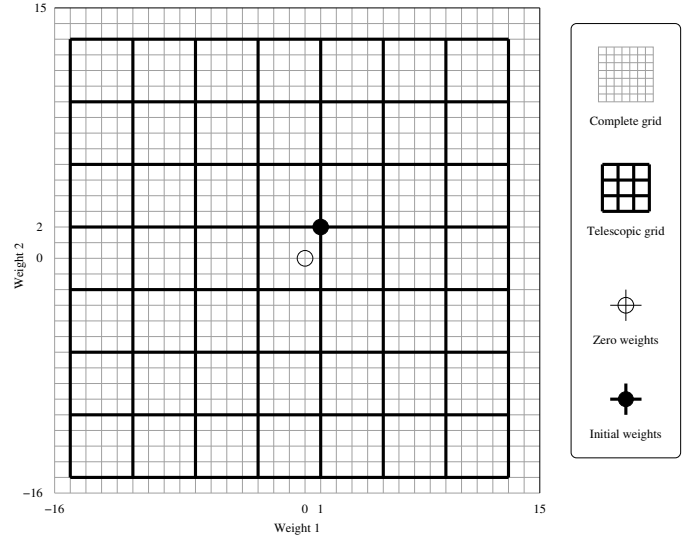 15
2
0
Weight 2
−16
−16
0 1
15
Weight 1
Complete grid
Telescopic grid
Zero weights
Initial weights